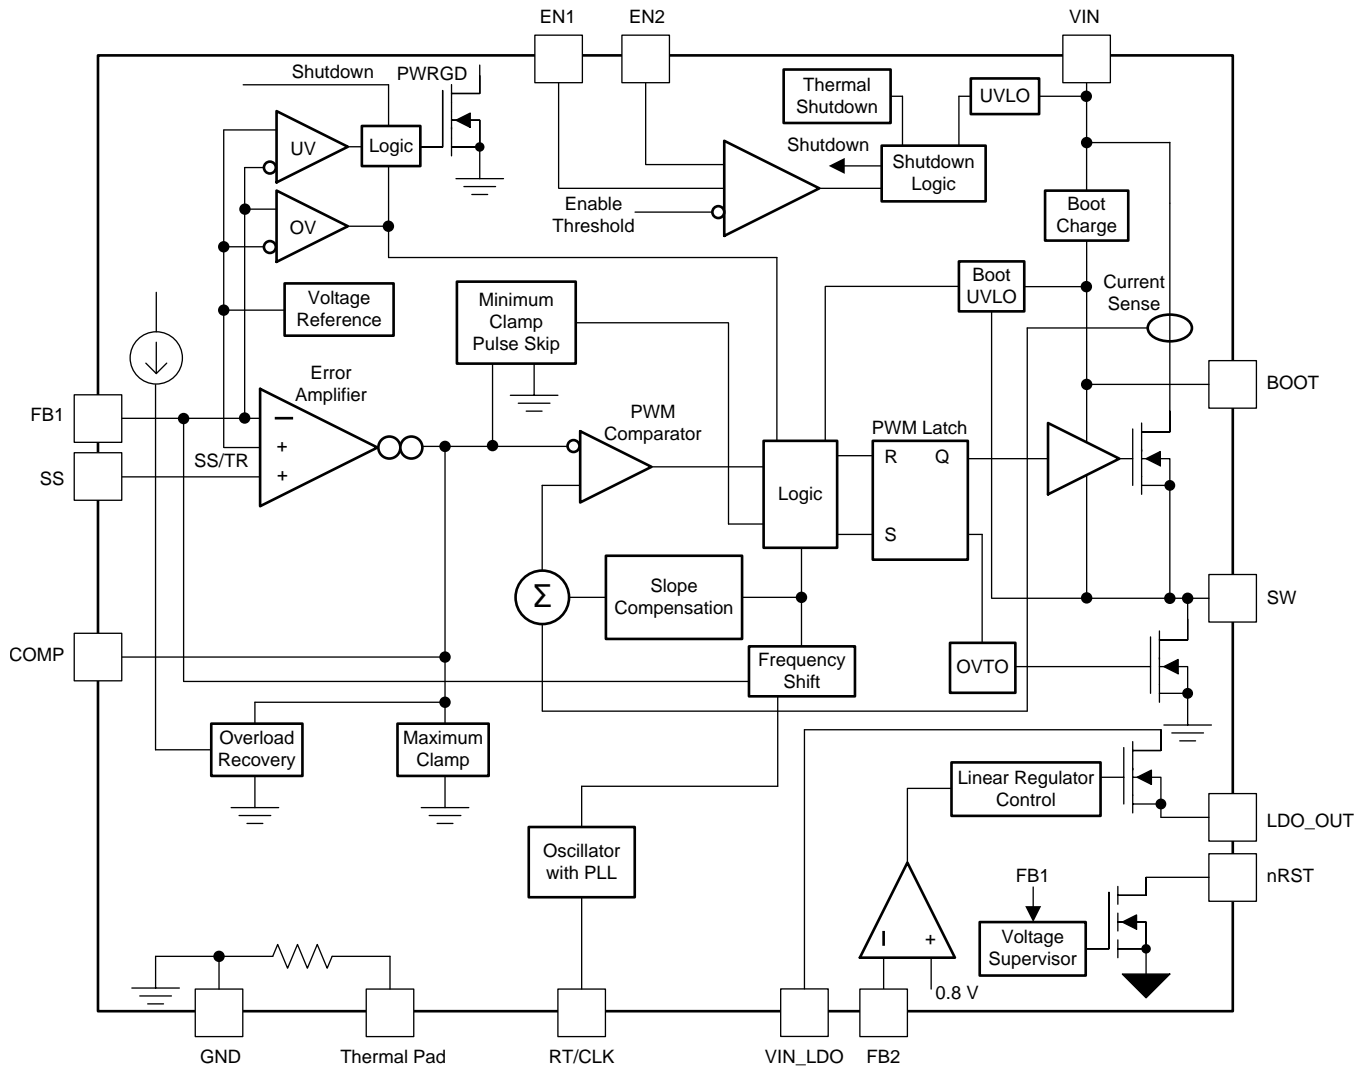 EN1
EN2
VIN
Shutdown
PWRGD
Thermal
Shutdown
UVLO
UV
Logic
Shutdown
Shutdown
Logic
Enable
Threshold
Boot
Charge
OV
Voltage
Reference
Minimum
Clamp
Pulse Skip
Boot
UVLO
Current
Sense
Error
Amplifier
BOOT
FB1
−
+
+
SS/TR
SS
PWM
Comparator
PWM Latch
R
Q
S
Logic
Σ
Slope
Compensation
SW
COMP
Frequency
Shift
OVTO
Overload
Recovery
Maximum
Clamp
Linear Regulator
Control
LDO_OUT
Oscillator
with PLL
FB1
nRST
−
+
Voltage
Supervisor
0.8 V
GND
Thermal Pad
RT/CLK
VIN_LDO
FB2